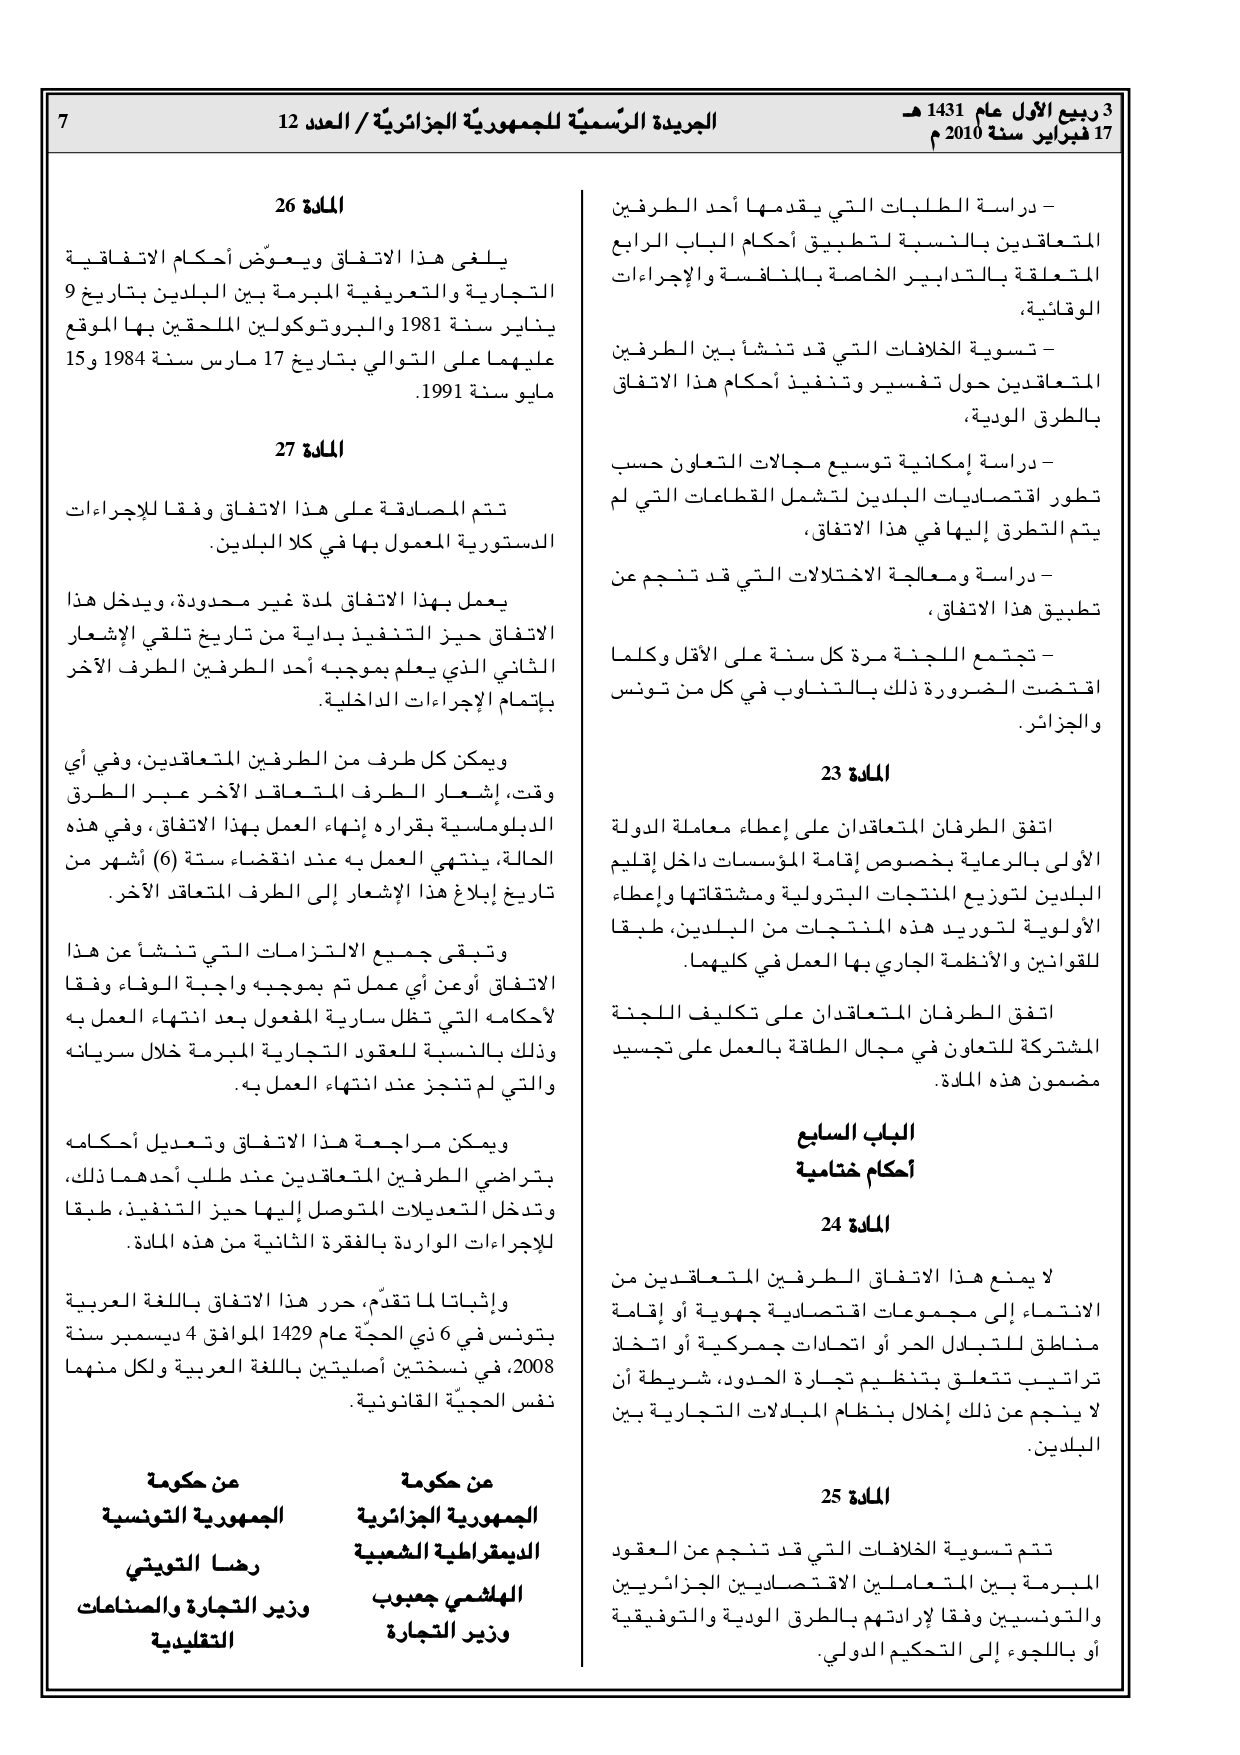 3 ربيع الأول عام 1431 هـ
17 فبراير سنة 2010 م
الجريدة الرّسميّة للجمهوريّة الجزائريّة / العدد 12
7
– دراسة الطلبات التي يقدمها أحد الطرفين
المتعاقدين بالنسبة لتطبيق أحكام الباب الرابع
المتعلقة بالتدابير الخاصة بالمنافسة والإجراءات
الوقائية،
– تسوية الخلافات التي قد تنشأ بين الطرفين
المتعاقدين حول تفسير وتنفيذ أحكام هذا الاتفاق
بالطرق الودية،
– دراسة إمكانية توسيع مجالات التعاون حسب
تطور اقتصاديات البلدين لتشمل القطاعات التي لم
يتم التطرق إليها في هذا الاتفاق،
– دراسة ومعالجة الاختلالات التي قد تنجم عن
تطبيق هذا الاتفاق،
– تجتمع اللجنة مرة كل سنة على الأقل وكلما
اقتضت الضرورة ذلك بالتناوب في كل من تونس
والجزائر.
المادة 23
اتفق الطرفان المتعاقدان على إعطاء معاملة الدولة
الأولى بالرعاية بخصوص إقامة المؤسسات داخل إقليم
البلدين لتوزيع المنتجات البترولية ومشتقاتها وإعطاء
الأولوية لتوريد هذه المنتجات من البلدين، طبقا
للقوانين والأنظمة الجاري بها العمل في كليهما.
اتفق الطرفان المتعاقدان على تكليف اللجنة
المشتركة للتعاون في مجال الطاقة بالعمل على تجسيد
مضمون هذه المادة.
الباب السابع
أحكام ختامية
المادة 24
لا يمنع هذا الاتفاق الطرفين المتعاقدين من
الانتماء إلى مجموعات اقتصادية جهوية أو إقامة
مناطق للتبادل الحر أو اتحادات جمركية أو اتخاذ
تراتيب تتعلق بتنظيم تجارة الحدود، شريطة أن
لا ينجم عن ذلك إخلال بنظام المبادلات التجارية بين
البلدين.
المادة 25
تتم تسوية الخلافات التي قد تنجم عن العقود
المبرمة بين المتعاملين الاقتصاديين الجزائريين
والتونسيين وفقا لإرادتهم بالطرق الودية والتوفيقية
أو باللجوء إلى التحكيم الدولي.
المادة 26
يلغى هذا الاتفاق ويعوّض أحكام الاتفاقية
التجارية والتعريفية المبرمة بين البلدين بتاريخ 9
يناير سنة 1981 والبروتوكولين الملحقين بها الموقع
عليهما على التوالي بتاريخ 17 مارس سنة 1984 و15
مايو سنة 1991.
المادة 27
تتم المصادقة على هذا الاتفاق وفقا للإجراءات
الدستورية المعمول بها في كلا البلدين.
يعمل بهذا الاتفاق لمدة غير محدودة، ويدخل هذا
الاتفاق حيز التنفيذ بداية من تاريخ تلقي الإشعار
الثاني الذي يعلم بموجبه أحد الطرفين الطرف الآخر
بإتمام الإجراءات الداخلية.
ويمكن كل طرف من الطرفين المتعاقدين، وفي أي
وقت، إشعار الطرف المتعاقد الآخر عبر الطرق
الدبلوماسية بقراره إنهاء العمل بهذا الاتفاق، وفي هذه
الحالة، ينتهي العمل به عند انقضاء ستة (6) أشهر من
تاريخ إبلاغ هذا الإشعار إلى الطرف المتعاقد الآخر.
وتبقى جميع الالتزامات التي تنشأ عن هذا
الاتفاق أوعن أي عمل تم بموجبه واجبة الوفاء وفقا
لأحكامه التي تظل سارية المفعول بعد انتهاء العمل به
وذلك بالنسبة للعقود التجارية المبرمة خلال سريانه
والتي لم تنجز عند انتهاء العمل به.
ويمكن مراجعة هذا الاتفاق وتعديل أحكامه
بتراضي الطرفين المتعاقدين عند طلب أحدهما ذلك،
وتدخل التعديلات المتوصل إليها حيز التنفيذ، طبقا
للإجراءات الواردة بالفقرة الثانية من هذه المادة.
وإثباتا لما تقدّم، حرر هذا الاتفاق باللغة العربية
بتونس في 6 ذي الحجّة عام 1429 الموافق 4 ديسمبر سنة
2008، في نسختين أصليتين باللغة العربية ولكل منهما
نفس الحجيّة القانونية.
عن حكومة
الجمهورية الجزائرية
الديمقراطية الشعبية
الهاشمي جعبوب
وزير التجارة
عن حكومة
الجمهورية التونسية
رضا التويتي
وزير التجارة والصناعات
التقليدية